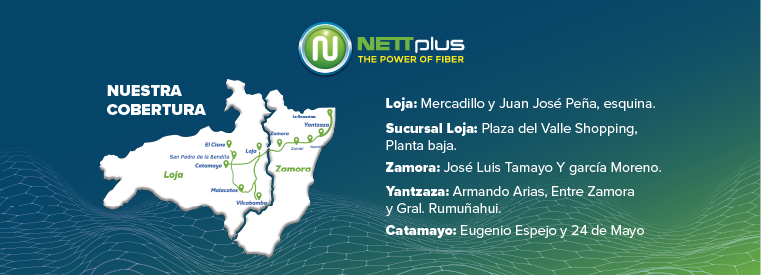 NETTplus
THE POWER OF FIBER
NUESTRA
COBERTURA
Loja: Mercadillo y Juan José Peña, esquina.
Sucursal Loja: Plaza del Valle Shopping,
Planta baja.
Zamora: José Luis Tamayo Y garcía Moreno.
Yantzaza: Armando Arias, Entre Zamora
y Gral. Rumuñahui.
Catamayo: Eugenio Espejo y 24 de Mayo
Yantzaza
Zamora
El Cisne
Loja
San Pedro de la Bendita
Catamayo
Zamora
Loja
Malacatos
Vilcabamba